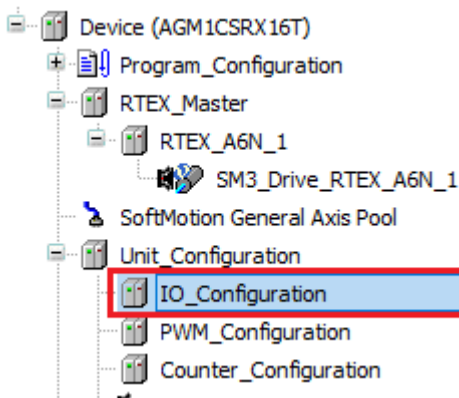 Device (AGM1CSRX16T)
Program_Configuration
RTEX_Master
RTEX_A6N_1
SM3_Drive_RTEX_A6N_1
SoftMotion General Axis Pool
Unit_Configuration
IO_Configuration
PWM_Configuration
Counter_Configuration